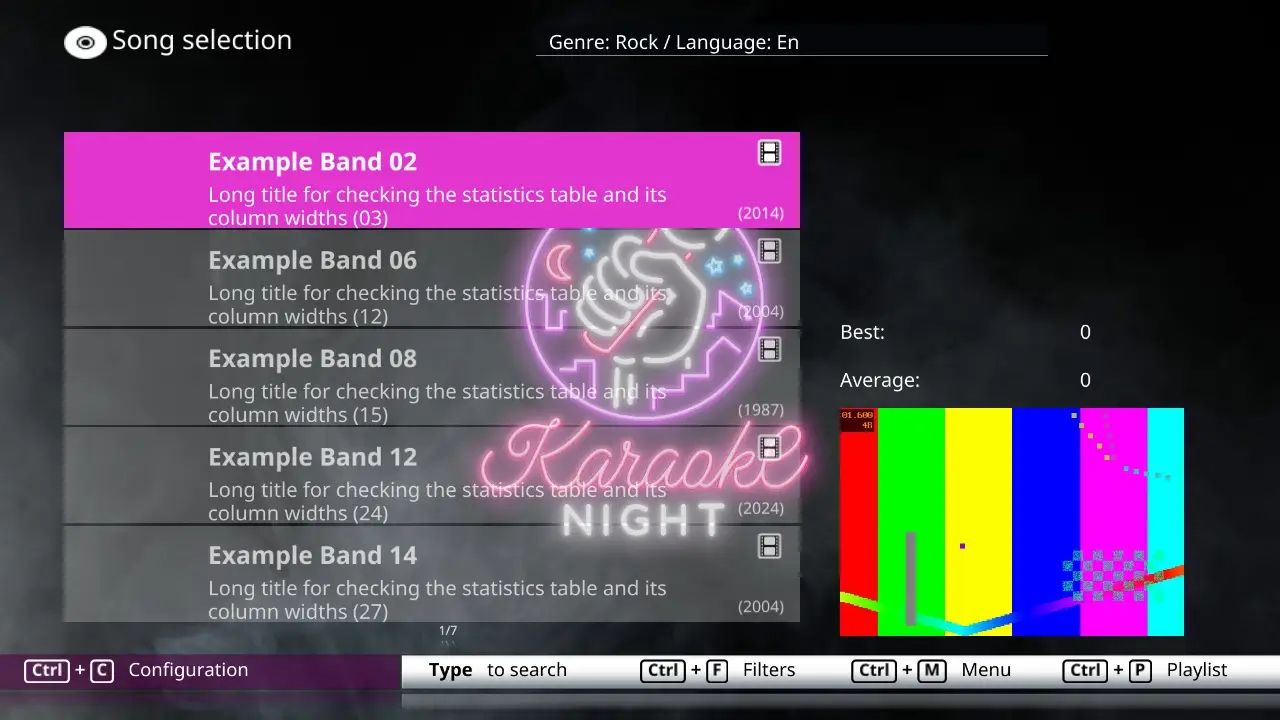 Song selection
Genre: Rock / Language: En
Example Band 02
Long title for checking the statistics table and its
column widths (03)
(2014)
Example Band 06
Long title for checking the statistics table and its
column widths (12)
(2004)
Example Band 08
Long title for checking the statistics table and its
column widths (15)
(1987)
Example Band 12
Long title for checking the statistics table and its
column widths (24)
(2024)
Example Band 14
Long title for checking the statistics table and its
column widths (27)
(2004)
Karaoke
NIGHT
1/7
Best: 0
Average: 0
01.600
48
Ctrl + C Configuration
Type to search
Ctrl + F Filters
Ctrl + M Menu
Ctrl + P Playlist